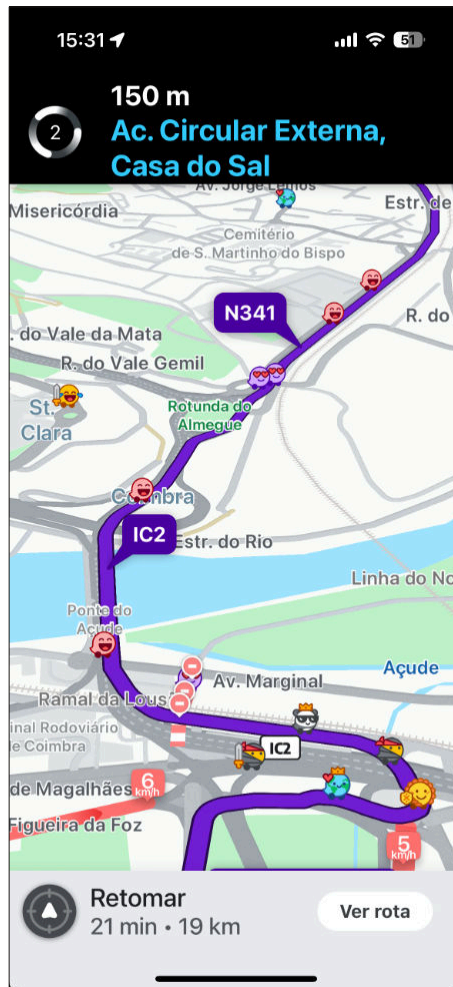 15:31
51
2
150 m
Ac. Circular Externa,
Casa do Sal
Av. Jorge Lemos
Misericórdia
Estr. de
Cemitério
de S. Martinho do Bispo
N341
R. do
. do Vale da Mata
R. do Vale Gemil
St.
Clara
Rotunda do
Almegue
Coimbra
IC2
Estr. do Rio
Linha do No
Ponte do
Açude
Açude
Av. Marginal
Ramal da Lous
IC2
inal Rodoviário
de Coimbra
de Magalhães
6
km/h
Figueira da Foz
5
km/h
Retomar
21 min • 19 km
Ver rota